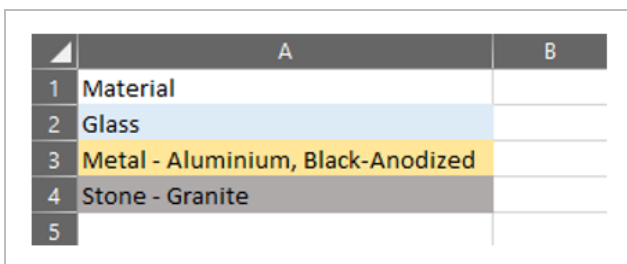 A B
1 Material
2 Glass
3 Metal - Aluminium, Black-Anodized
4 Stone - Granite
5